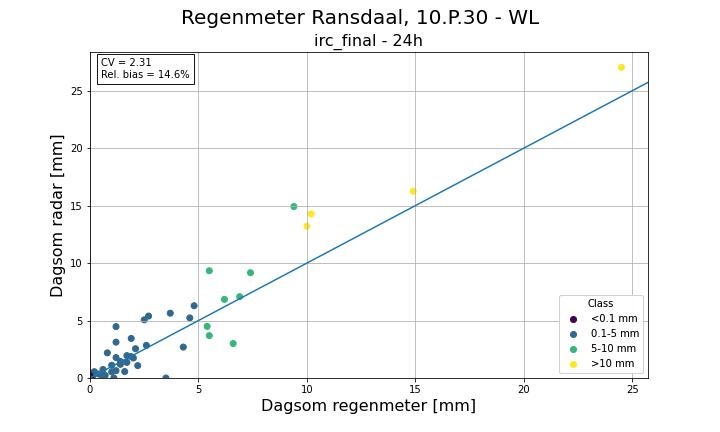 Regenmeter Ransdaal, 10.P.30 - WL
irc_final - 24h
CV = 2.31
Rel. bias = 14.6%
Dagsom radar [mm]
25
20
15
10
5
0
0 5 10 15 20 25
Dagsom regenmeter [mm]
Class
<0.1 mm
0.1-5 mm
5-10 mm
>10 mm